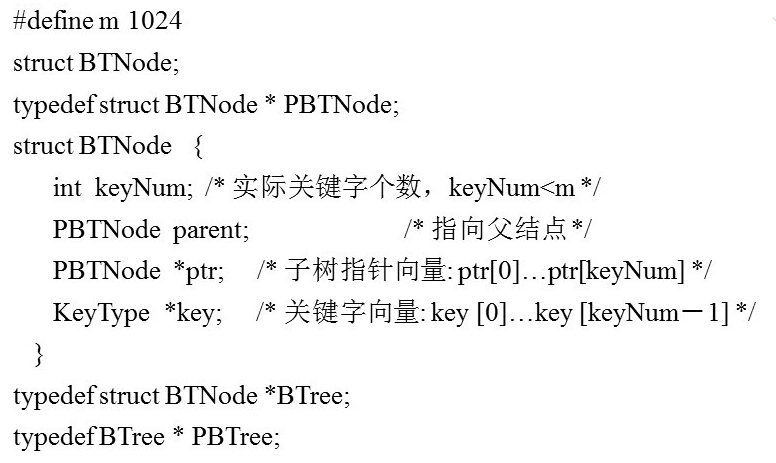 #define m 1024
struct BTNode;
typedef struct BTNode * PBTNode;
struct BTNode {
int keyNum; /* 实际关键字个数，keyNum<m */
PBTNode parent; /* 指向父结点 */
PBTNode *ptr; /* 子树指针向量: ptr[0]…ptr[keyNum] */
KeyType *key; /* 关键字向量: key [0]…key [keyNum－1] */
}
typedef struct BTNode *BTree;
typedef BTree * PBTree;